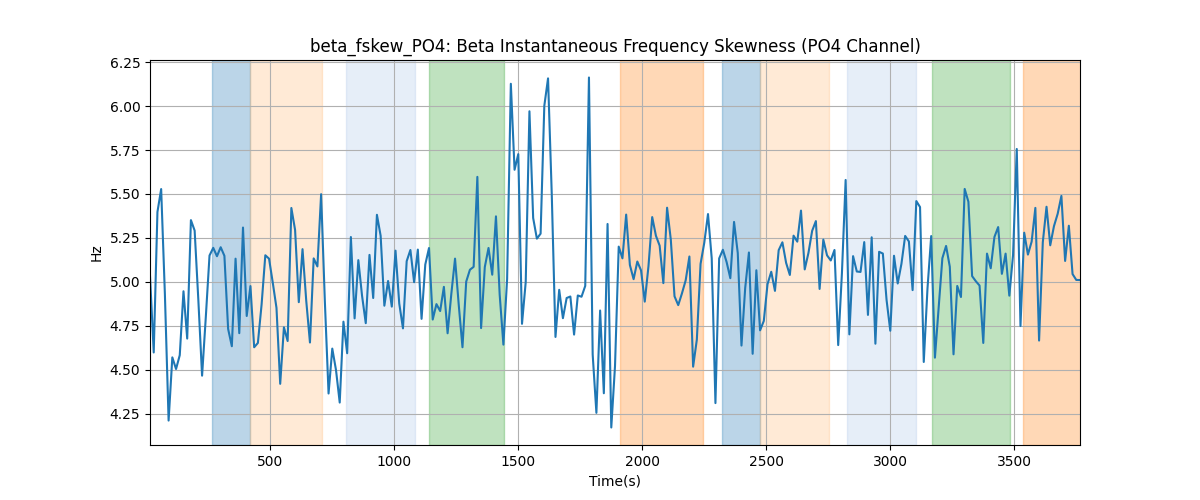 beta_fskew_PO4: Beta Instantaneous Frequency Skewness (PO4 Channel)
6.25
6.00
5.75
5.50
5.25
5.00
4.75
4.50
4.25
Hz
500 1000 1500 2000 2500 3000 3500
Time(s)